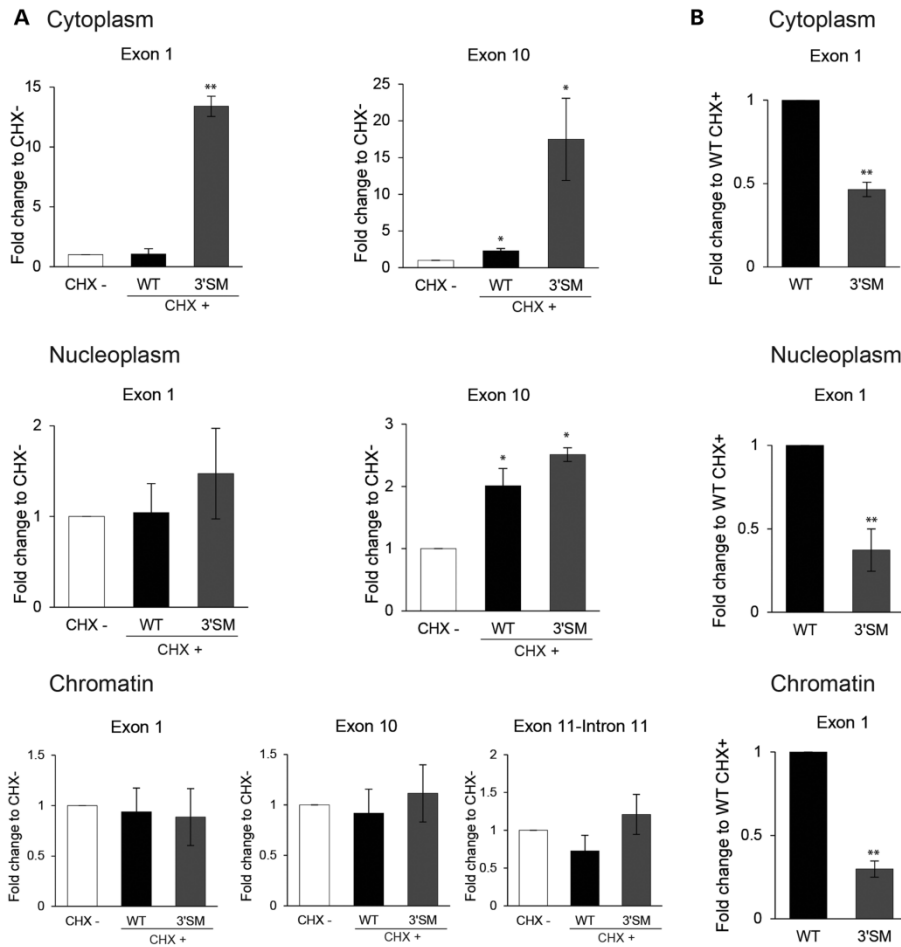 A Cytoplasm
Exon 1
Fold change to CHX-
15
10
5
0
**
CHX - WT 3'SM
CHX +
Exon 10
Fold change to CHX-
25
20
15
10
5
0
*
*
CHX - WT 3'SM
CHX +
Nucleoplasm
Exon 1
Fold change to CHX-
2
1
0
CHX - WT 3'SM
CHX +
Exon 10
Fold change to CHX-
3
2
1
0
*
*
CHX - WT 3'SM
CHX +
Chromatin
Exon 1
Fold change to CHX-
1.5
1
0.5
0
CHX - WT 3'SM
CHX +
Exon 10
Fold change to CHX-
1.5
1
0.5
0
CHX - WT 3'SM
CHX +
Exon 11-Intron 11
Fold change to CHX-
2
1.5
1
0.5
0
CHX - WT 3'SM
CHX +
B Cytoplasm
Exon 1
Fold change to WT CHX+
1
0.5
0
**
WT 3'SM
Nucleoplasm
Exon 1
Fold change to WT CHX+
1
0.5
0
**
WT 3'SM
Chromatin
Exon 1
Fold change to WT CHX+
1
0.5
0
**
WT 3'SM